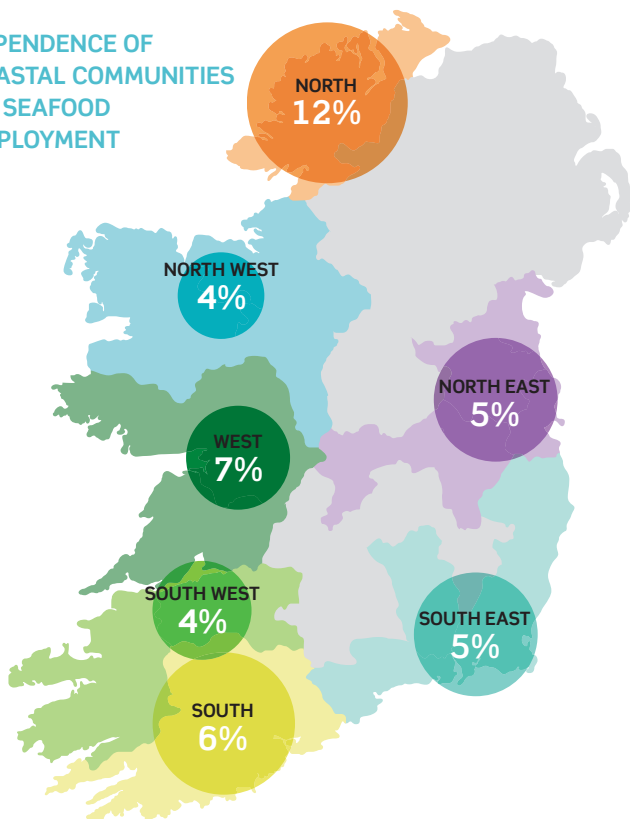 PENDENCE OF
ASTAL COMMUNITIES
SEAFOOD
PLOYMENT
NORTH
12%
NORTH WEST
4%
NORTH EAST
5%
WEST
7%
SOUTH WEST
4%
SOUTH EAST
5%
SOUTH
6%